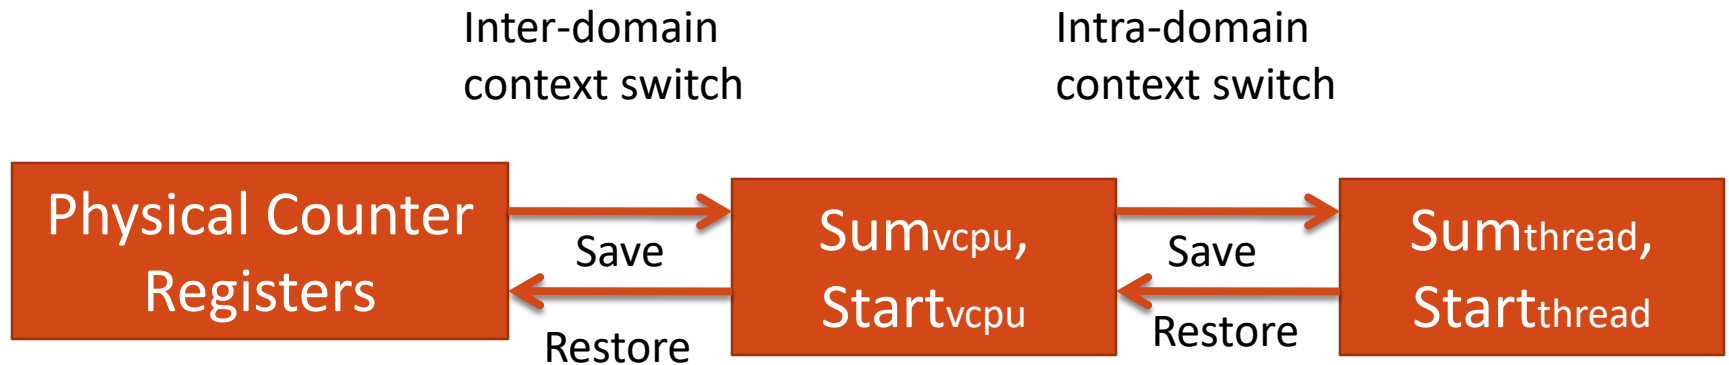 Inter-domain
context switch
Intra-domain
context switch
Physical Counter
Registers
Save
Restore
Sumvcpu,
Startvcpu
Save
Restore
Sumthread,
Startthread